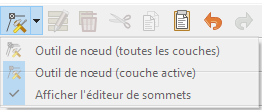 Outil de nœud (toutes les couches)
Outil de nœud (couche active)
Afficher l'éditeur de sommets